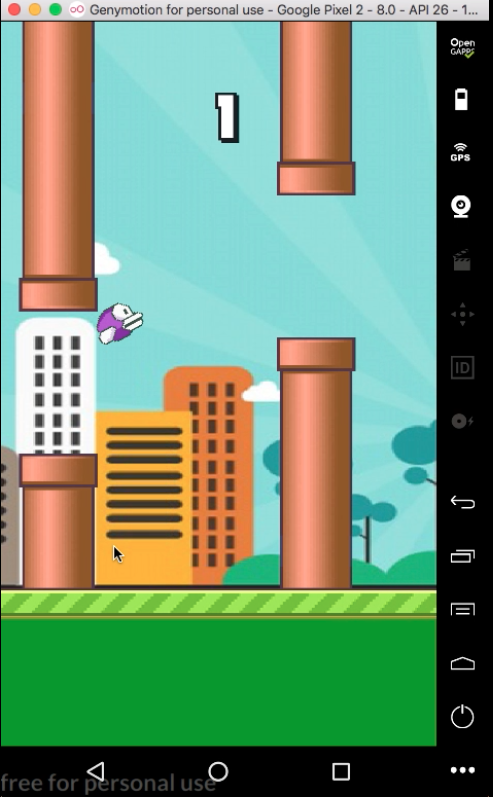 Genymotion for personal use - Google Pixel 2 - 8.0 - API 26 - 1...
Open
GAPPS
1
GPS
ID
free for personal use